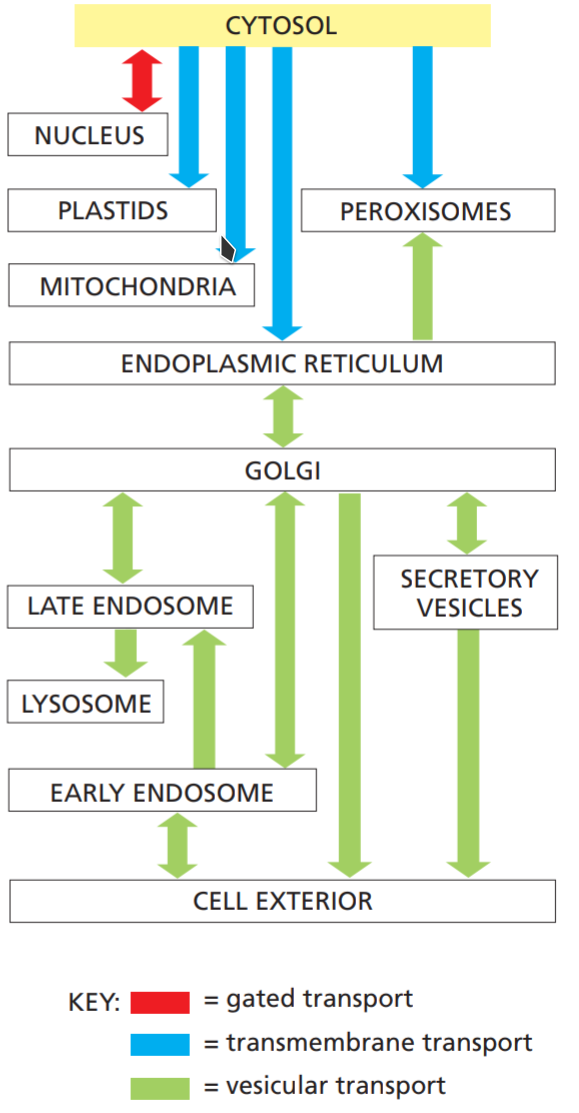 CYTOSOL
NUCLEUS
PLASTIDS
PEROXISOMES
MITOCHONDRIA
ENDOPLASMIC RETICULUM
GOLGI
SECRETORY
VESICLES
LATE ENDOSOME
LYSOSOME
EARLY ENDOSOME
CELL EXTERIOR
KEY:
= gated transport
= transmembrane transport
= vesicular transport